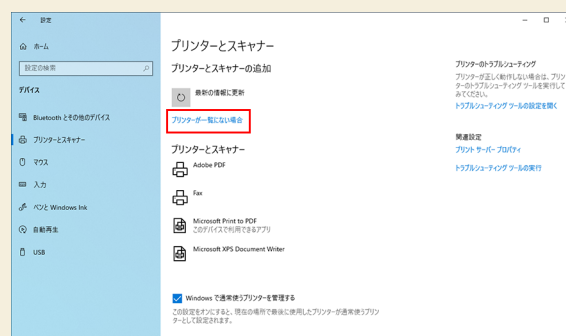 設定
ホーム
設定の検索
デバイス
Bluetooth とその他のデバイス
プリンターとスキャナー
マウス
入力
ペンと Windows Ink
自動再生
USB
プリンターとスキャナー
プリンターとスキャナーの追加
最新の情報に更新
プリンターが一覧にない場合
プリンターとスキャナー
Adobe PDF
Fax
Microsoft Print to PDF
このデバイスで利用できるアプリ
Microsoft XPS Document Writer
Windows で通常使うプリンターを管理する
この設定をオンにすると、現在の場所で最後に使用したプリンターが通常使うプリン
ターとして設定されます。
プリンターのトラブルシューティング
プリンターが正しく動作しない場合は、プリン
ターのトラブルシューティング ツールを実行して
みてください。
トラブルシューティング ツールの設定を開く
関連設定
プリント サーバー プロパティ
トラブルシューティング ツールの実行